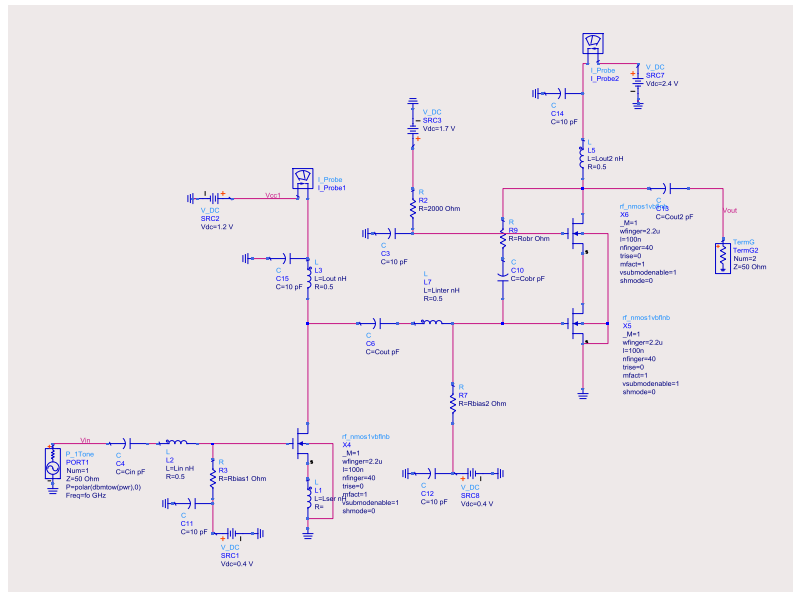 I_Probe
I_Probe2
V_DC
SRC7
Vdc=2.4 V
C
C14
C=10 pF
V_DC
SRC3
Vdc=1.7 V
L
L5
L=Lout2 nH
R=0.5
I_Probe
I_Probe1
Vcc1
V_DC
SRC2
Vdc=1.2 V
R
R2
R=2000 Ohm
C
C13
C=Cout2 pF
Vout
rf_nmos1vbflnb
X6
_M=1
wfinger=2.2u
l=100n
nfinger=40
trise=0
mfact=1
vsubmodenable=1
shmode=0
R
R9
R=Robr Ohm
TermG
TermG2
Num=2
Z=50 Ohm
C
C3
C=10 pF
C
C15
C=10 pF
L
L3
L=Lout nH
R=0.5
C
C10
C=Cobr pF
L
L7
L=Linter nH
R=0.5
rf_nmos1vbflnb
X5
_M=1
wfinger=2.2u
l=100n
nfinger=40
trise=0
mfact=1
vsubmodenable=1
shmode=0
C
C6
C=Cout pF
R
R7
R=Rbias2 Ohm
Vin
P_1Tone
PORT1
Num=1
Z=50 Ohm
P=polar(dbmtow(pwr),0)
Freq=fo GHz
C
C4
C=Cin pF
L
L2
L=Lin nH
R=0.5
R
R3
R=Rbias1 Ohm
rf_nmos1vbflnb
X4
_M=1
wfinger=2.2u
l=100n
nfinger=40
trise=0
mfact=1
vsubmodenable=1
shmode=0
L
L1
L=Lser nH
R=
C
C11
C=10 pF
V_DC
SRC1
Vdc=0.4 V
C
C12
C=10 pF
V_DC
SRC8
Vdc=0.4 V